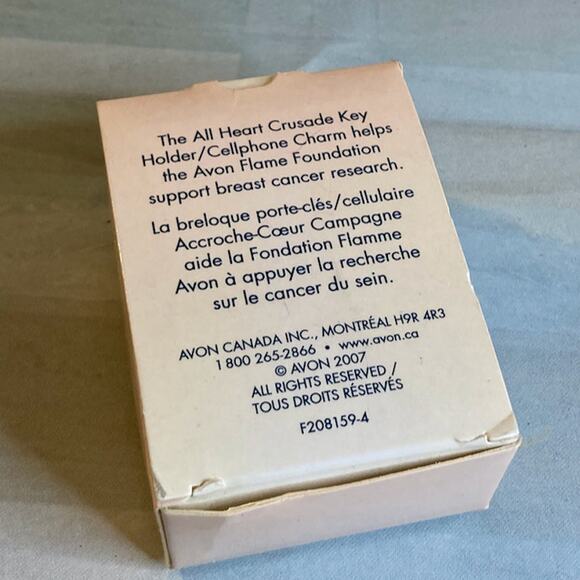 The All Heart Crusade Key
Holder/Cellphone Charm helps
the Avon Flame Foundation
support breast cancer research.
La breloque porte-clés/cellulaire
Accroche-Cœur Campagne
aide la Fondation Flamme
Avon à appuyer la recherche
sur le cancer du sein.
AVON CANADA INC., MONTRÉAL H9R 4R3
1 800 265-2866 • www.avon.ca
© AVON 2007
ALL RIGHTS RESERVED /
TOUS DROITS RÉSERVÉS
F208159-4